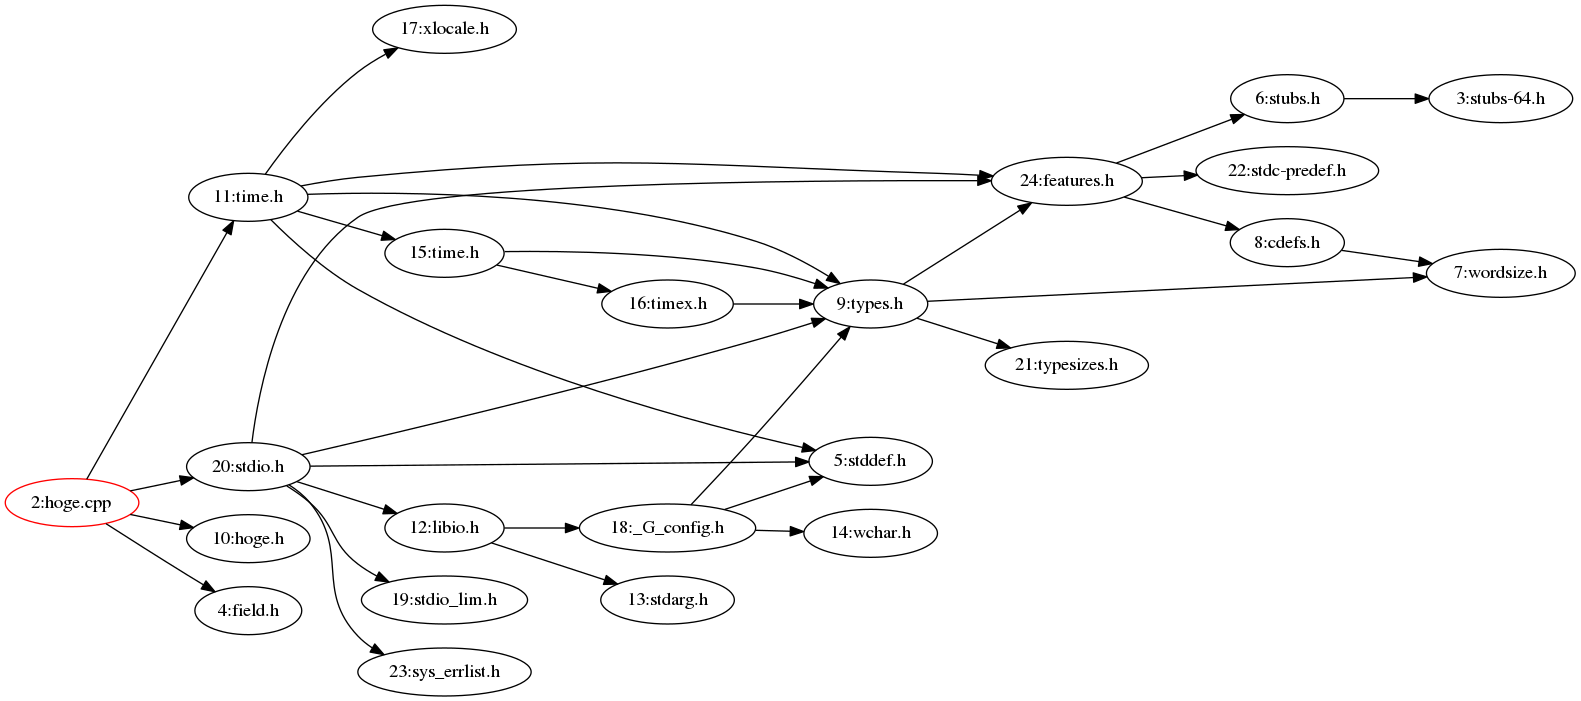 17:xlocale.h
6:stubs.h
3:stubs-64.h
22:stdc-predef.h
24:features.h
11:time.h
8:cdefs.h
15:time.h
7:wordsize.h
16:timex.h
9:types.h
21:typesizes.h
5:stddef.h
20:stdio.h
2:hoge.cpp
12:libio.h
18:_G_config.h
14:wchar.h
10:hoge.h
19:stdio_lim.h
13:stdarg.h
4:field.h
23:sys_errlist.h